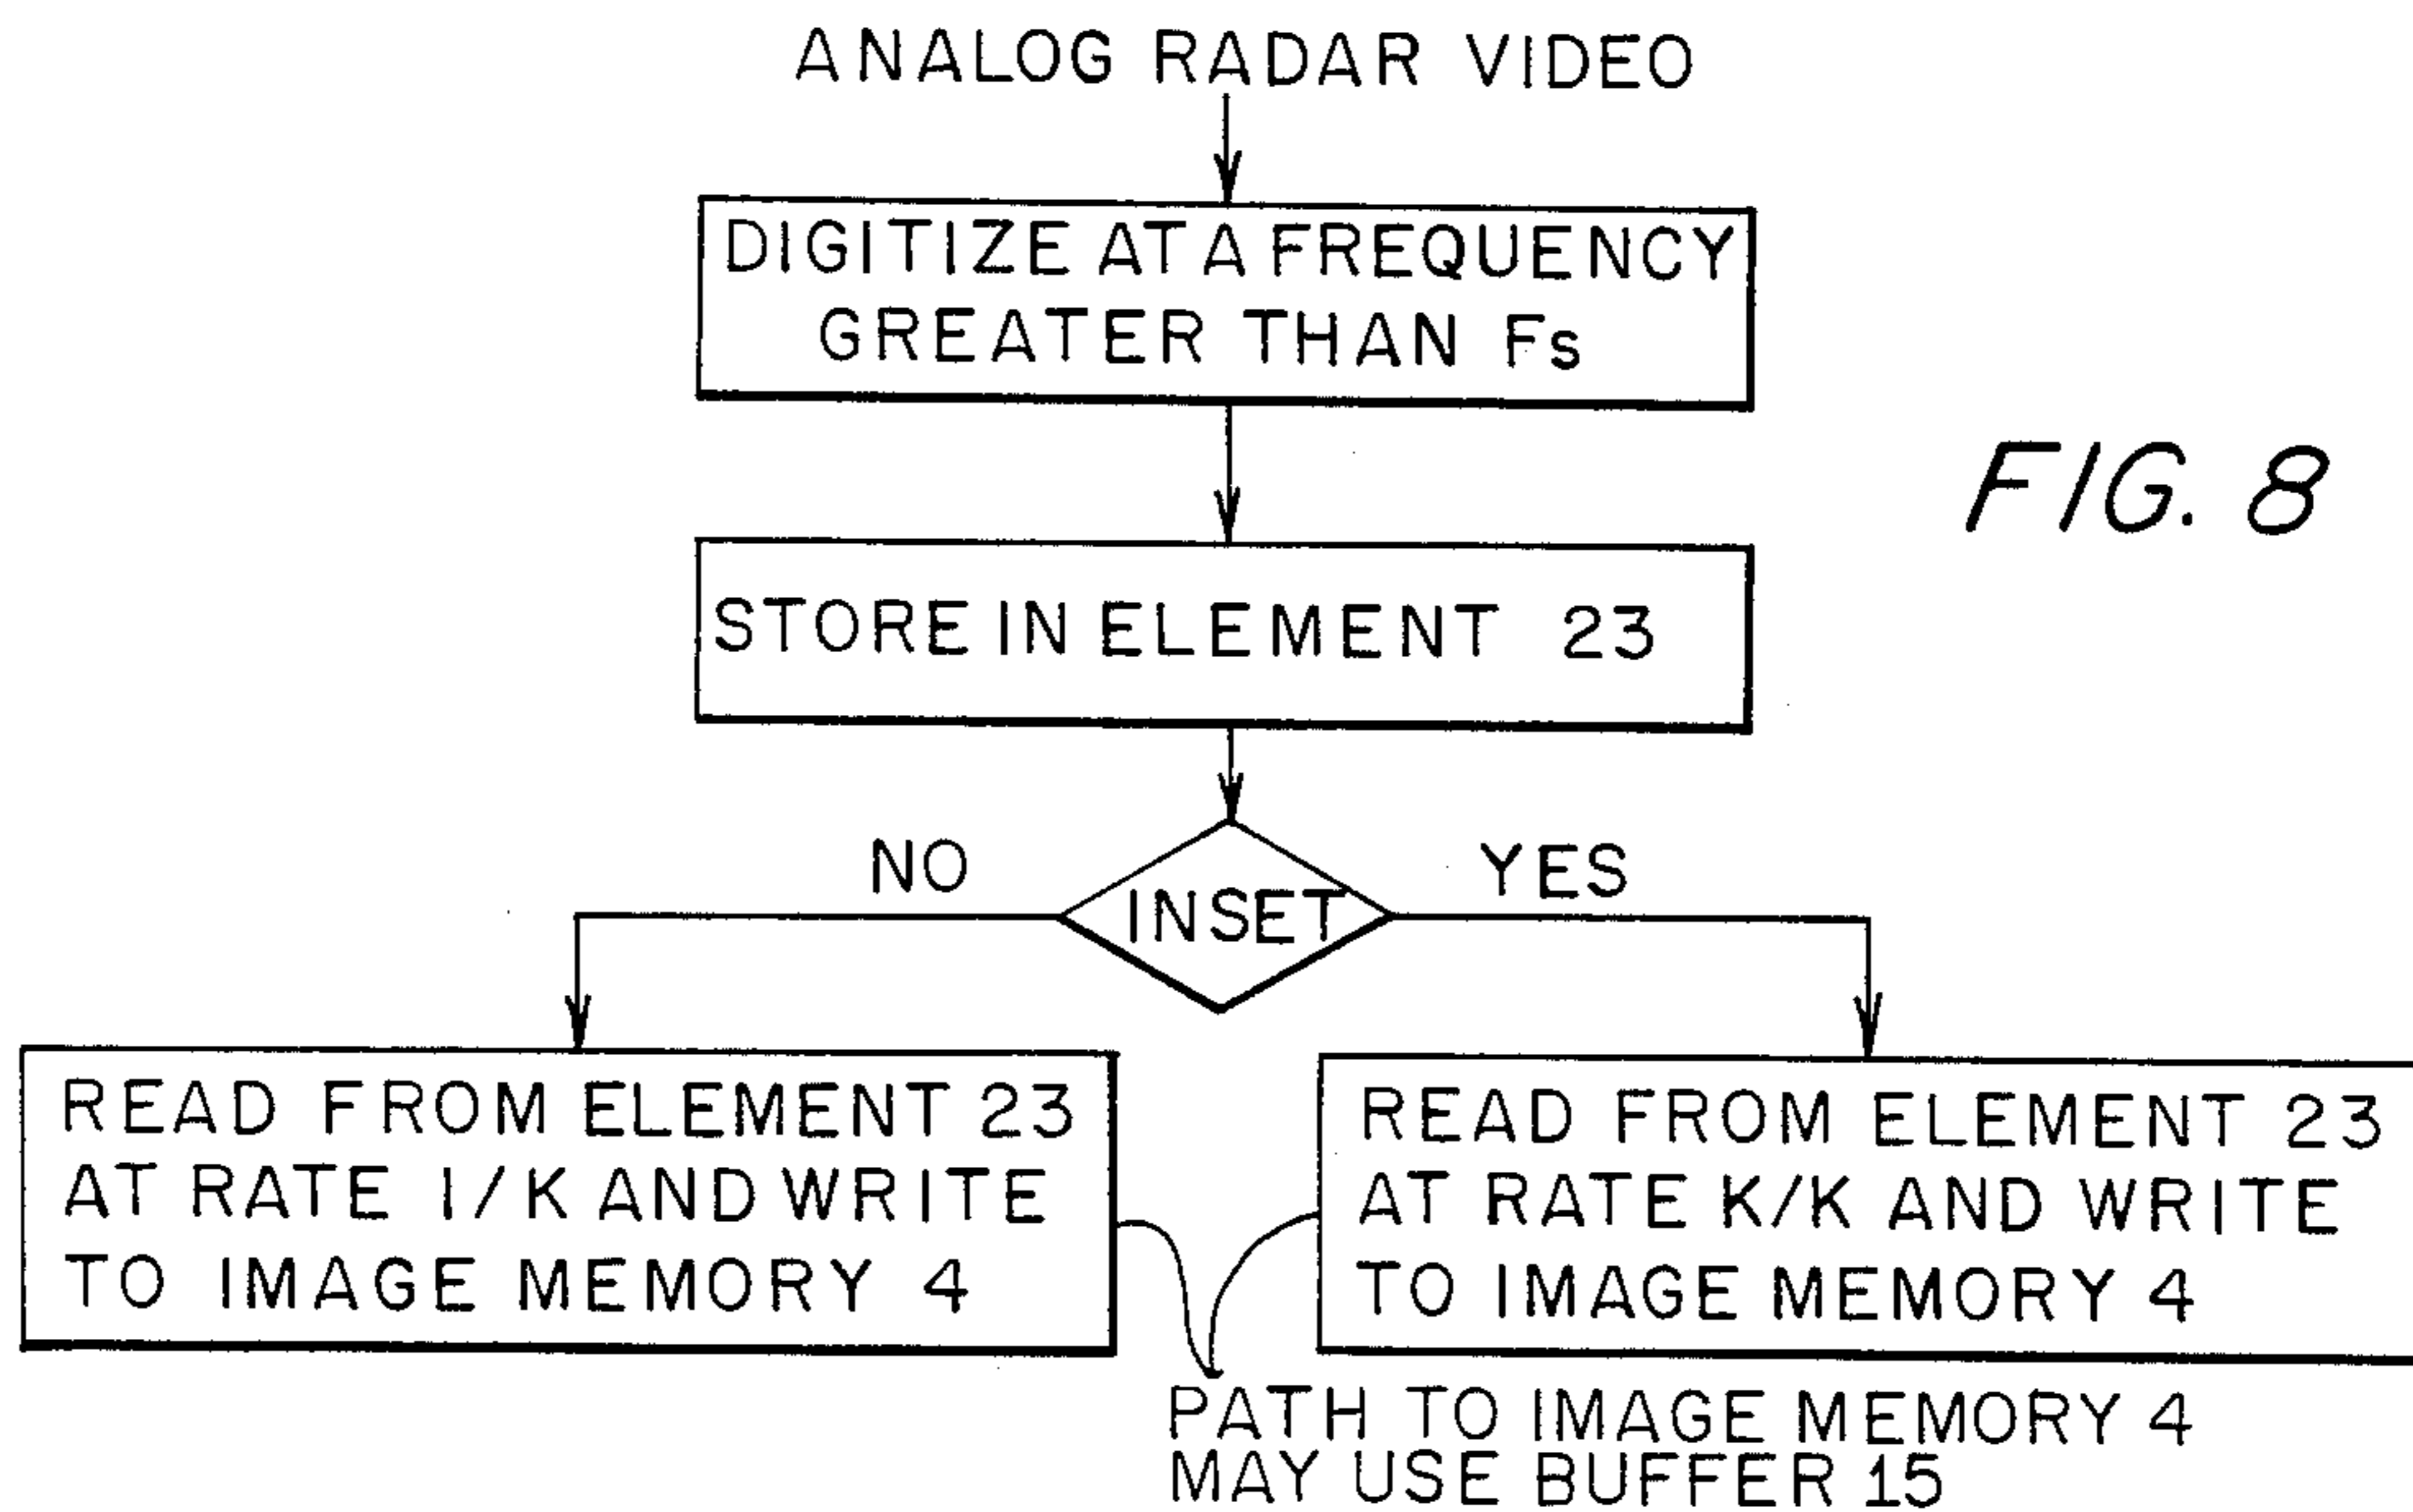 ANALOG RADAR VIDEO
DIGITIZE AT A FREQUENCY
GREATER THAN Fs
FIG. 8
STORE IN ELEMENT 23
NO
INSET
YES
READ FROM ELEMENT 23
AT RATE 1/K AND WRITE
TO IMAGE MEMORY 4
READ FROM ELEMENT 23
AT RATE K/K AND WRITE
TO IMAGE MEMORY 4
PATH TO IMAGE MEMORY 4
MAY USE BUFFER 15